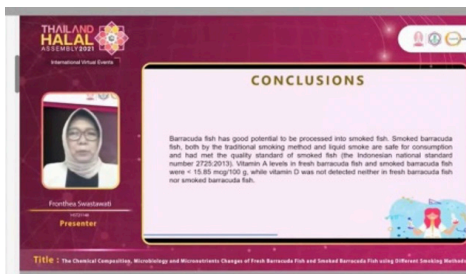 THAILAND
HALAL
ASSEMBLY2021
International Virtual Events
CONCLUSIONS
Barracuda fish has good potential to be processed into smoked fish. Smoked barracuda
fish, both by the traditional smoking method and liquid smoke are safe for consumption
and had met the quality standard of smoked fish (the Indonesian national standard
number 2725:2013). Vitamin A levels in fresh barracuda fish and smoked barracuda fish
were < 15.85 mcg/100 g, while vitamin D was not detected neither in fresh barracuda fish
nor smoked barracuda fish.
Fronthea Swastawati
Presenter
Title : The Chemical Composition, Microbiology and Micronutrients Changes of Fresh Barracuda Fish and Smoked Barracuda Fish using Different Smoking Methods